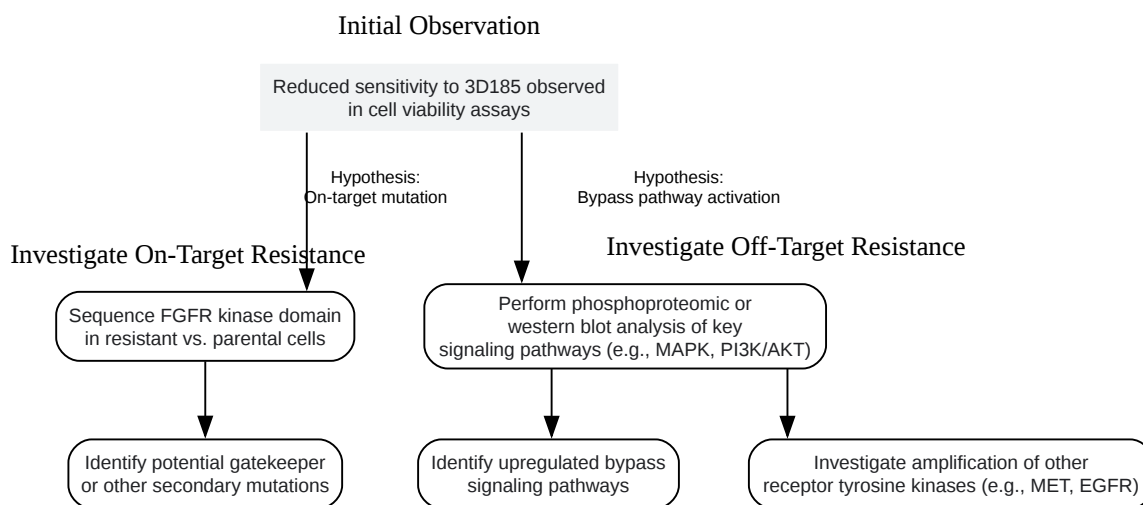 Initial Observation
Reduced sensitivity to 3D185 observed
in cell viability assays
Hypothesis:
On-target mutation
Hypothesis:
Bypass pathway activation
Investigate On-Target Resistance
Investigate Off-Target Resistance
Sequence FGFR kinase domain
in resistant vs. parental cells
Perform phosphoproteomic or
western blot analysis of key
signaling pathways (e.g., MAPK, PI3K/AKT)
Identify potential gatekeeper
or other secondary mutations
Identify upregulated bypass
signaling pathways
Investigate amplification of other
receptor tyrosine kinases (e.g., MET, EGFR)